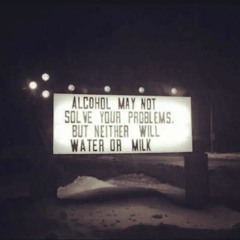 ALCOHOL MAY NOT
SOLVE YOUR PROBLEMS,
BUT NEITHER WILL
WATER OR MILK